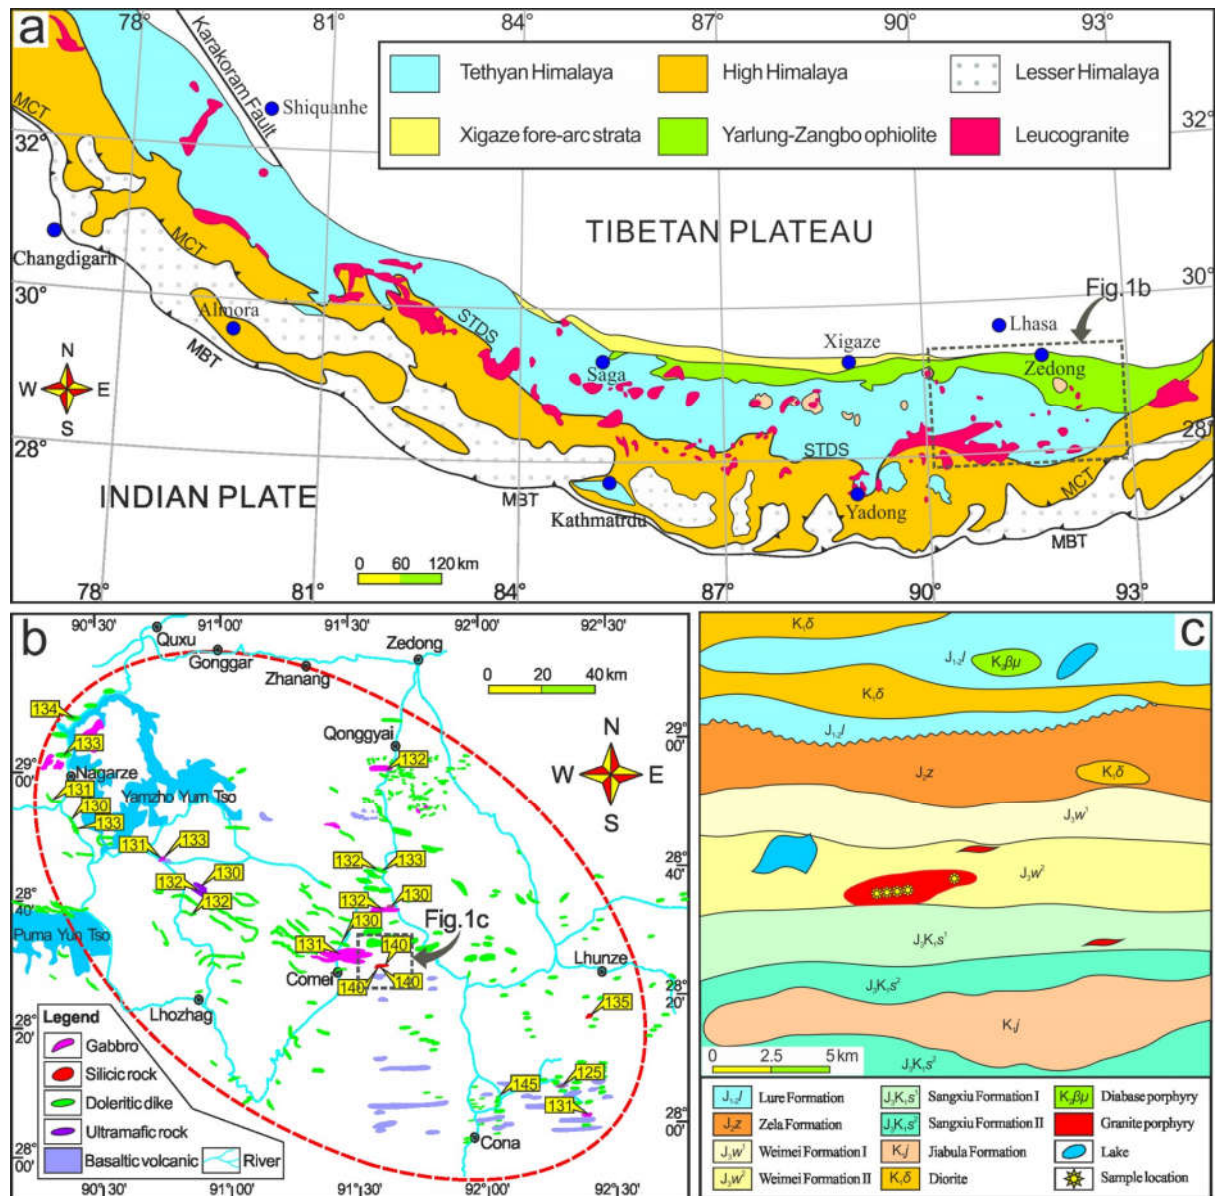 a
78°
81°
84°
87°
90°
93°
Karakoram Fault
Shiquanhe
Tethyan Himalaya
High Himalaya
Lesser Himalaya
Xigaze fore-arc strata
Yarlung-Zangbo ophiolite
Leucogranite
MCT
32°
32°
TIBETAN PLATEAU
Changdigarh
MCT
30°
30°
Fig.1b
Almora
STDS
Lhasa
Xigaze
Zedong
MBT
Saga
N
W
E
S
28°
28°
STDS
INDIAN PLATE
MBT
Kathmatrdu
Yadong
MCT
MBT
0 60 120 km
78°
81°
84°
87°
90°
93°
b
90°30'
91°00'
91°30'
92°00'
92°30'
Quxu
Gonggar
Zhanang
Zedong
0 20 40 km
134
133
Qonggyai
132
N
W
E
S
29°00'
Nagarze
131
Yamzho Yum Tso
130
133
131
133
132
133
132
130
132
28°40'
132
130
130
Fig.1c
Puma Yun Tso
131
140
Comei
140
140
Lhunze
135
28°20'
Lhozhag
Legend
Gabbro
Silicic rock
Doleritic dike
Ultramafic rock
Basaltic volcanic
River
145
125
131
Cona
28°00'
90°30'
91°00'
91°30'
92°00'
92°30'
29°00'
28°40'
28°20'
28°00'
c
K₁δ
J₁₋₂l
K₂βμ
K₁δ
J₁₋₂l
J₂z
K₁δ
J₃w¹
J₃w²
J₃K₁s¹
J₃K₁s²
K₁j
J₃K₁s²
0 2.5 5 km
J₁₋₂l Lure Formation
J₂z Zela Formation
J₃w¹ Weimei Formation I
J₃w² Weimei Formation II
J₃K₁s¹ Sangxiu Formation I
J₃K₁s² Sangxiu Formation II
K₁j Jiabula Formation
K₁δ Diorite
K₂βμ Diabase porphyry
Granite porphyry
Lake
Sample location